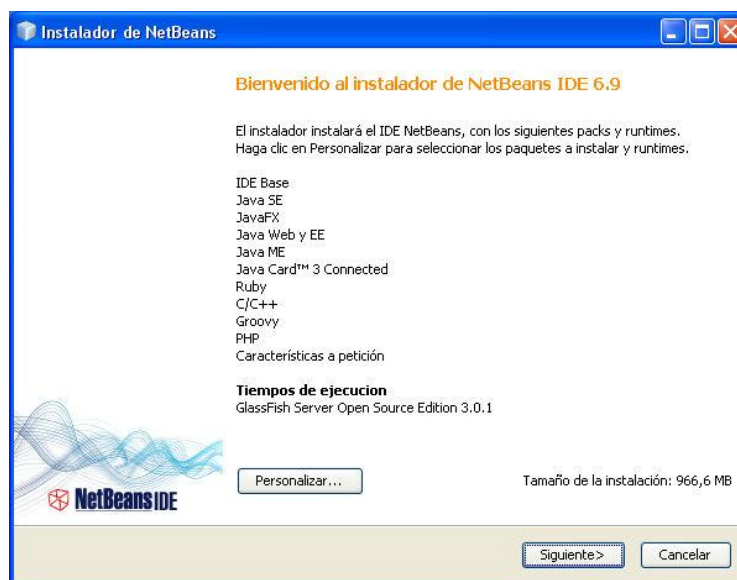 Instalador de NetBeans
Bienvenido al instalador de NetBeans IDE 6.9
El instalador instalará el IDE NetBeans, con los siguientes packs y runtimes.
Haga clic en Personalizar para seleccionar los paquetes a instalar y runtimes.
IDE Base
Java SE
JavaFX
Java Web y EE
Java ME
Java Card™ 3 Connected
Ruby
C/C++
Groovy
PHP
Características a petición
Tiempos de ejecucion
GlassFish Server Open Source Edition 3.0.1
Personalizar... Tamaño de la instalación: 966,6 MB
NetBeans IDE
Siguiente> Cancelar